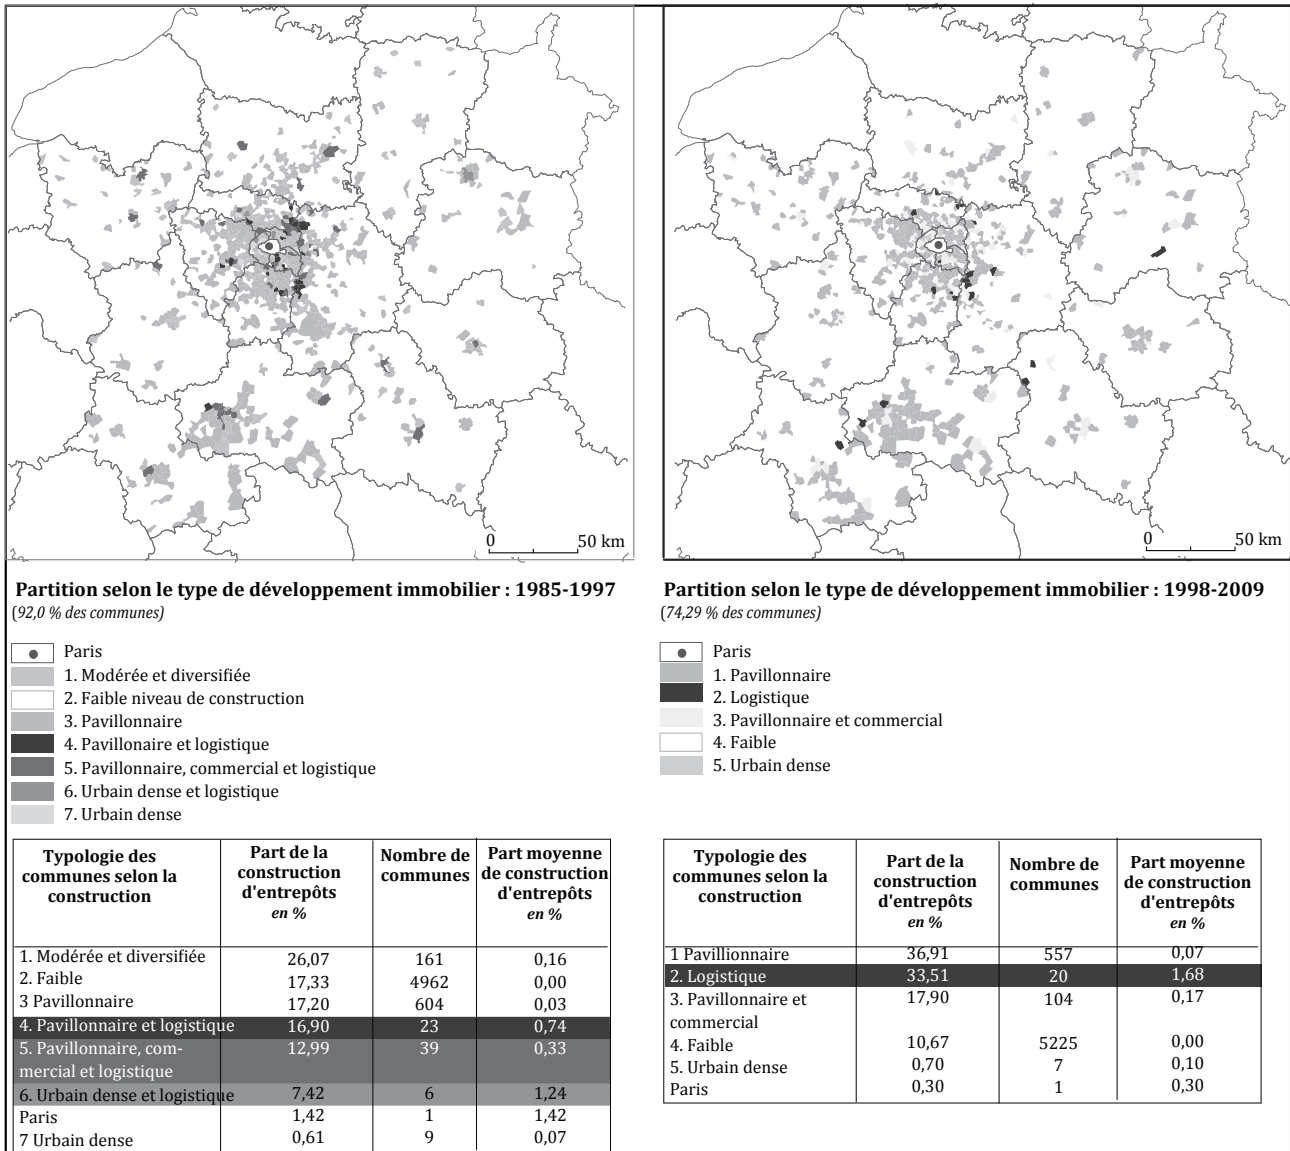 0 50 km
0 50 km
Partition selon le type de développement immobilier : 1985-1997
(92,0 % des communes)
Paris
1. Modérée et diversifiée
2. Faible niveau de construction
3. Pavillonnaire
4. Pavillonaire et logistique
5. Pavillonnaire, commercial et logistique
6. Urbain dense et logistique
7. Urbain dense
Partition selon le type de développement immobilier : 1998-2009
(74,29 % des communes)
Paris
1. Pavillonnaire
2. Logistique
3. Pavillonnaire et commercial
4. Faible
5. Urbain dense
Typologie des communes selon la construction | Part de la construction d'entrepôts en % | Nombre de communes | Part moyenne de construction d'entrepôts en %
1. Modérée et diversifiée 26,07 161 0,16
2. Faible 17,33 4962 0,00
3 Pavillonnaire 17,20 604 0,03
4. Pavillonnaire et logistique 16,90 23 0,74
5. Pavillonnaire, com- 12,99 39 0,33
mercial et logistique
6. Urbain dense et logistique 7,42 6 1,24
Paris 1,42 1 1,42
7 Urbain dense 0,61 9 0,07
Typologie des communes selon la construction | Part de la construction d'entrepôts en % | Nombre de communes | Part moyenne de construction d'entrepôts en %
1 Pavillionnaire 36,91 557 0,07
2. Logistique 33,51 20 1,68
3. Pavillonnaire et 17,90 104 0,17
commercial
4. Faible 10,67 5225 0,00
5. Urbain dense 0,70 7 0,10
Paris 0,30 1 0,30